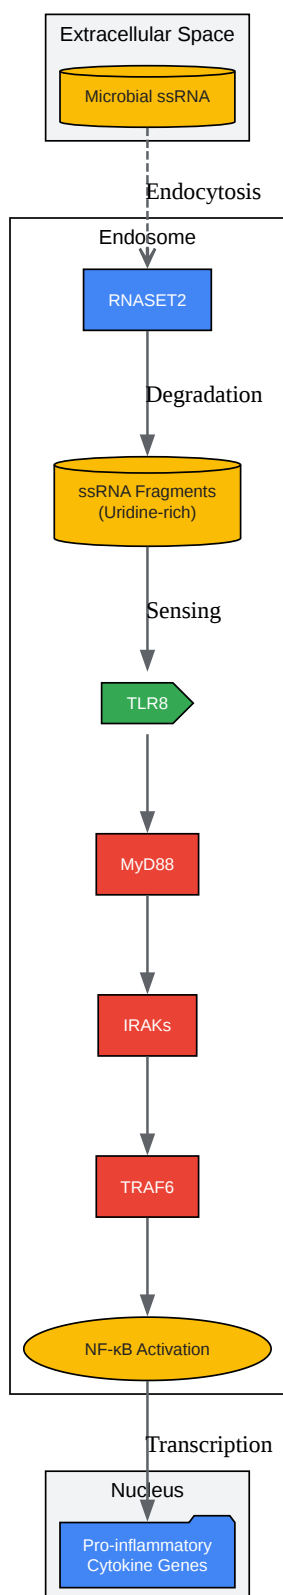 Extracellular Space
Microbial ssRNA
Endocytosis
Endosome
RNASET2
Degradation
ssRNA Fragments
(Uridine-rich)
Sensing
TLR8
MyD88
IRAKs
TRAF6
NF-κB Activation
Transcription
Nucleus
Pro-inflammatory
Cytokine Genes